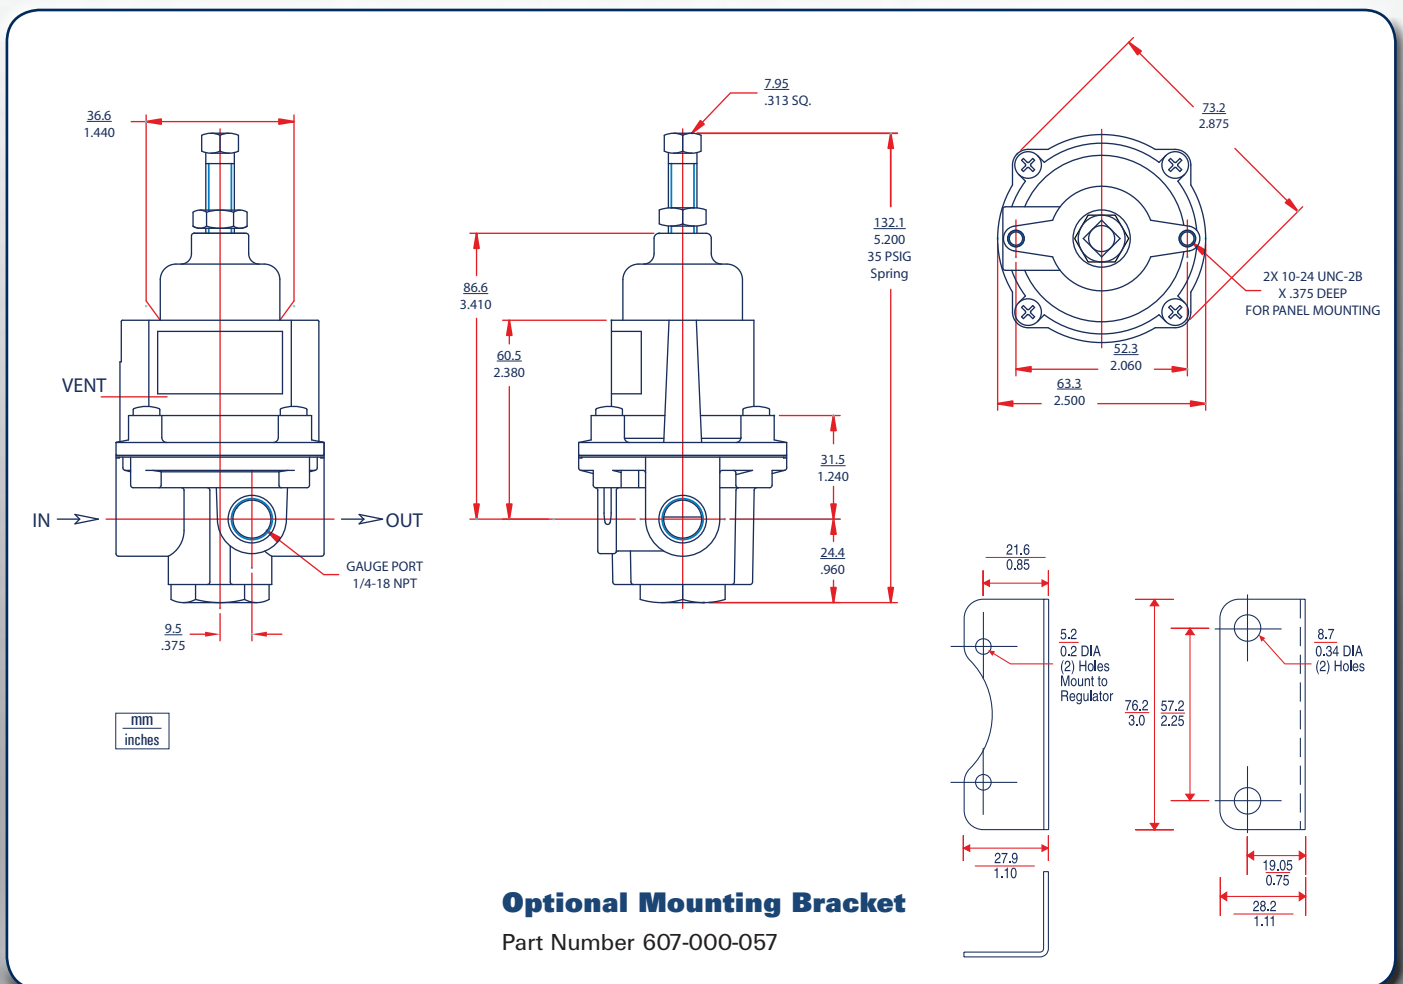 36.6
1.440
7.95
.313 SQ.
73.2
2.875
132.1
5.200
35 PSIG
Spring
86.6
3.410
60.5
2.380
VENT
2X 10-24 UNC-2B
X .375 DEEP
FOR PANEL MOUNTING
52.3
2.060
63.3
2.500
31.5
1.240
IN
OUT
GAUGE PORT
1/4-18 NPT
24.4
.960
9.5
.375
mm
inches
21.6
0.85
5.2
0.2 DIA
(2) Holes
Mount to
Regulator
76.2
3.0
57.2
2.25
8.7
0.34 DIA
(2) Holes
27.9
1.10
19.05
0.75
28.2
1.11
Optional Mounting Bracket
Part Number 607-000-057